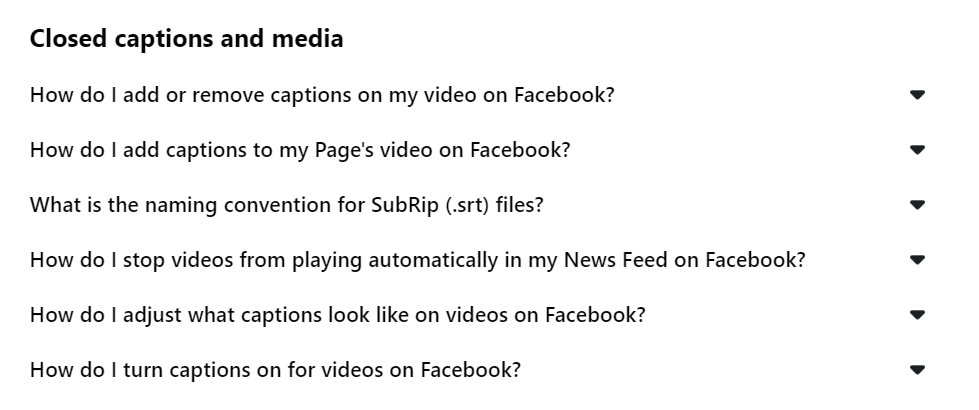 Closed captions and media
How do I add or remove captions on my video on Facebook?
How do I add captions to my Page's video on Facebook?
What is the naming convention for SubRip (.srt) files?
How do I stop videos from playing automatically in my News Feed on Facebook?
How do I adjust what captions look like on videos on Facebook?
How do I turn captions on for videos on Facebook?